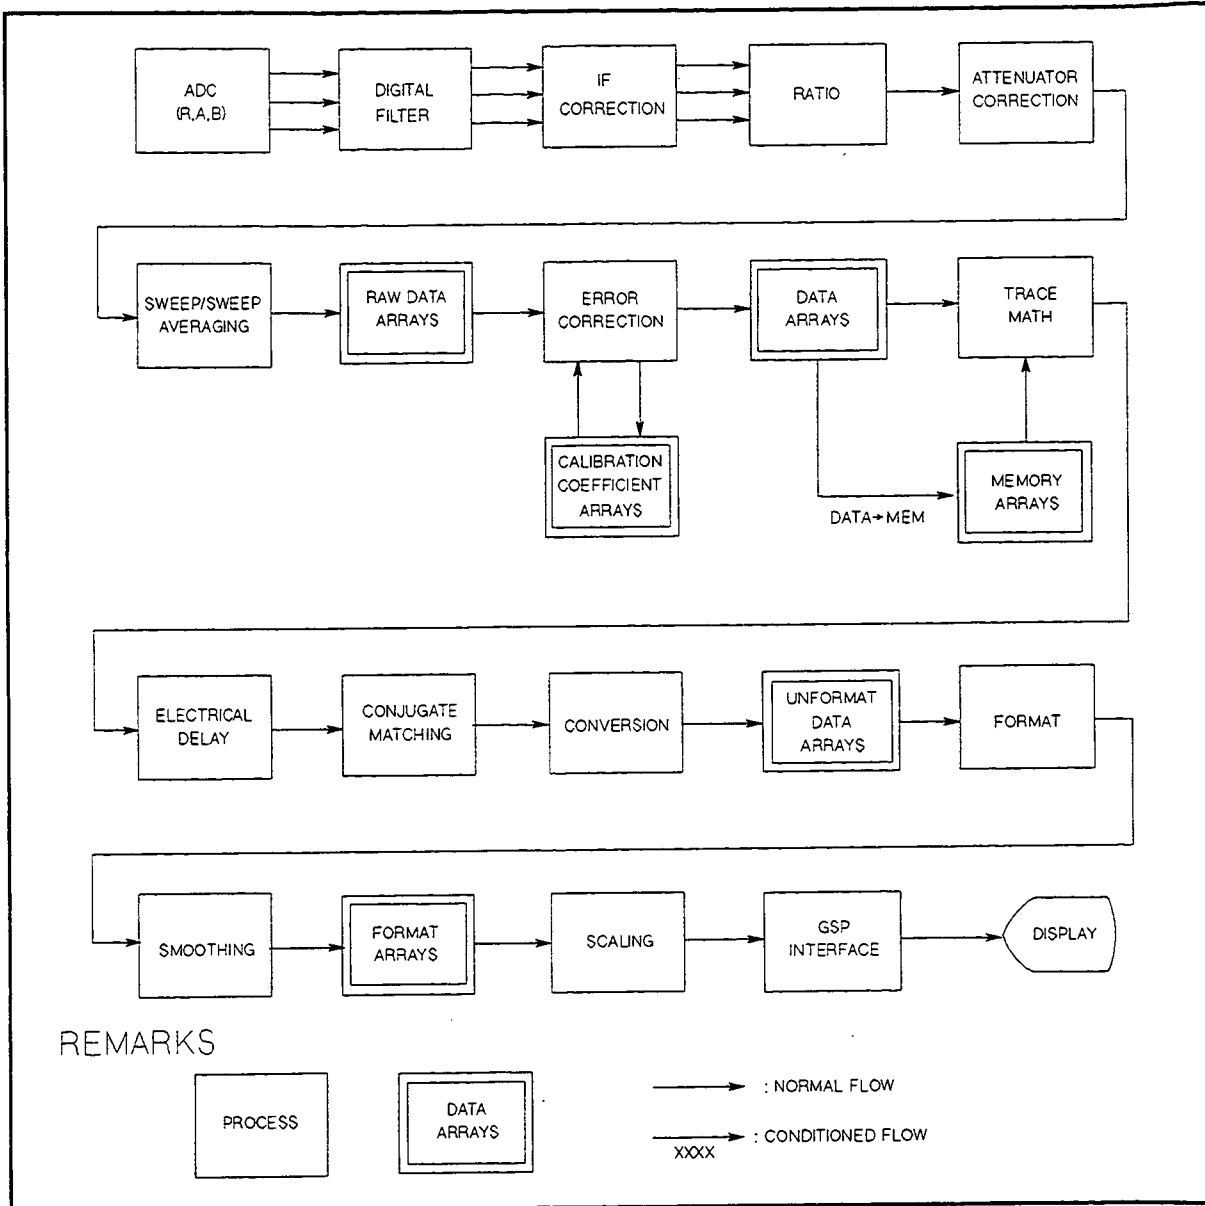 ADC
(R,A,B)
DIGITAL
FILTER
IF
CORRECTION
RATIO
ATTENUATOR
CORRECTION
SWEEP/SWEEP
AVERAGING
RAW DATA
ARRAYS
ERROR
CORRECTION
DATA
ARRAYS
TRACE
MATH
CALIBRATION
COEFFICIENT
ARRAYS
DATA→MEM
MEMORY
ARRAYS
ELECTRICAL
DELAY
CONJUGATE
MATCHING
CONVERSION
UNFORMAT
DATA
ARRAYS
FORMAT
SMOOTHING
FORMAT
ARRAYS
SCALING
GSP
INTERFACE
DISPLAY
REMARKS
PROCESS
DATA
ARRAYS
: NORMAL FLOW
XXXX
: CONDITIONED FLOW